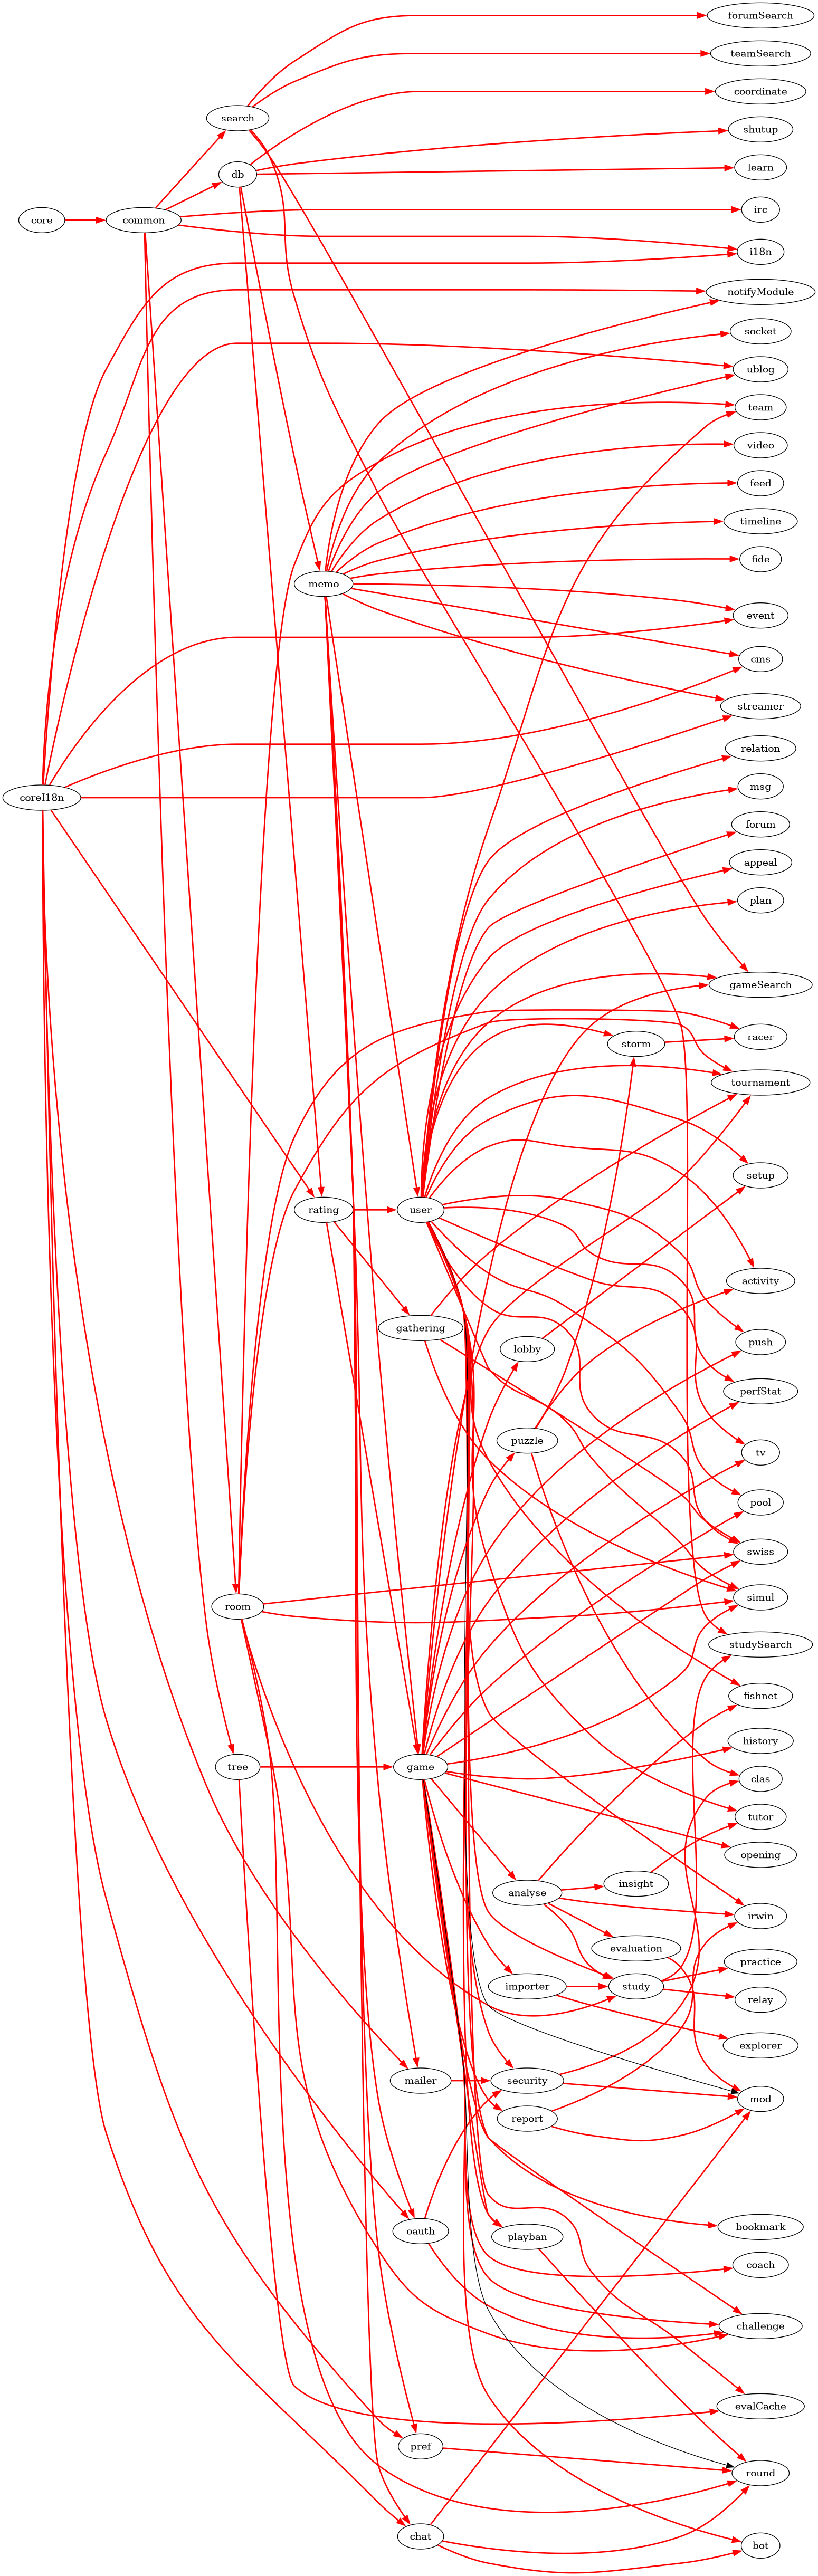 forumSearch
teamSearch
coordinate
search
shutup
learn
db
irc
core
common
i18n
notifyModule
socket
ublog
team
video
feed
timeline
fide
memo
event
cms
streamer
relation
msg
coreI18n
forum
appeal
plan
gameSearch
racer
storm
tournament
setup
rating
user
activity
gathering
push
lobby
perfStat
puzzle
tv
pool
swiss
simul
room
studySearch
fishnet
history
tree
game
clas
tutor
opening
insight
analyse
irwin
evaluation
practice
importer
study
relay
explorer
mailer
security
mod
report
bookmark
oauth
playban
coach
challenge
evalCache
pref
round
chat
bot